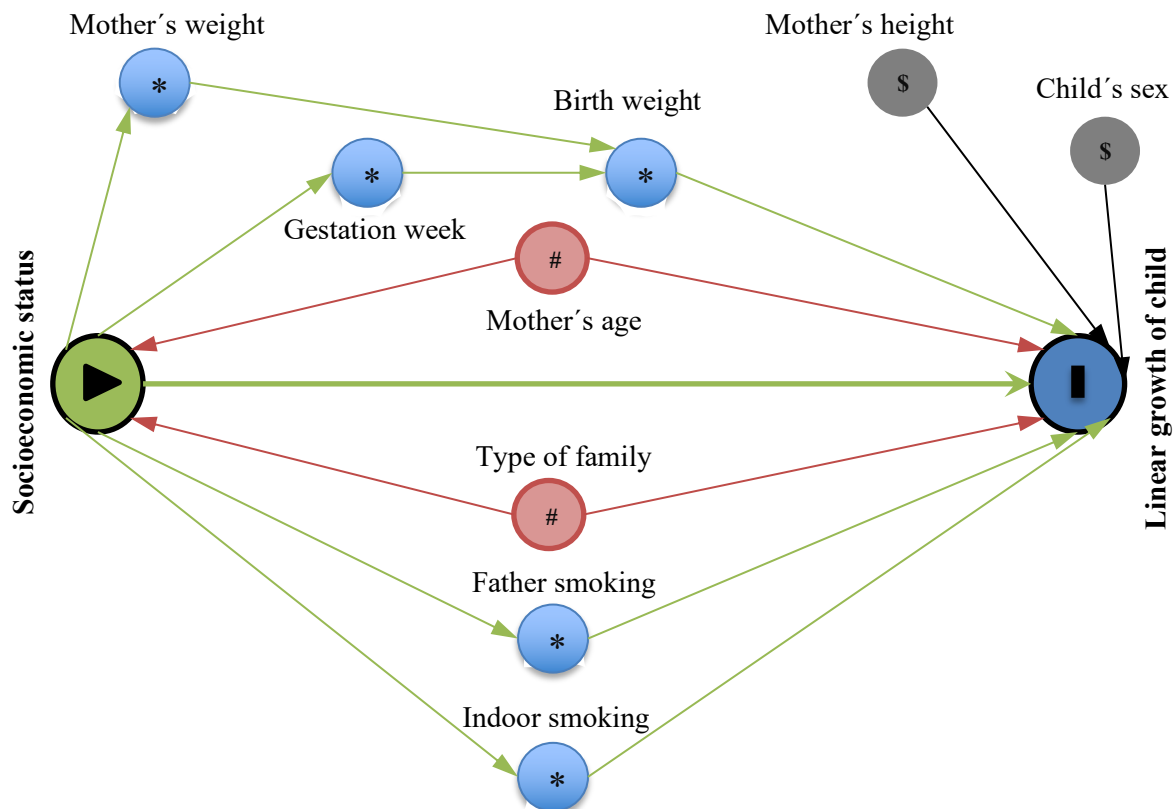 Mother´s weight
Mother´s height
Child´s sex
Birth weight
*
$
$
*
*
Gestation week
#
Mother´s age
Socioeconomic status
Linear growth of child
Type of family
#
Father smoking
*
Indoor smoking
*